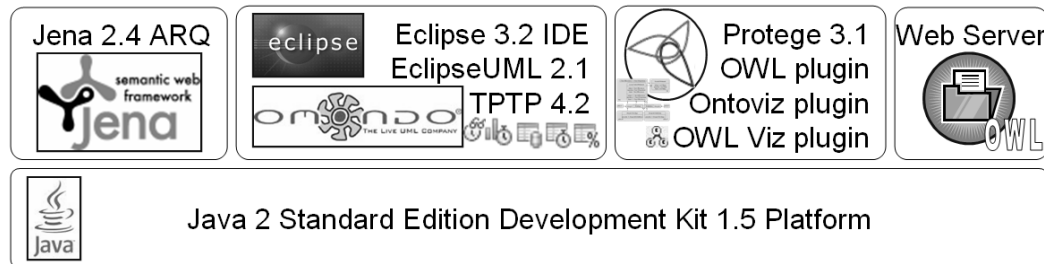 Jena 2.4 ARQ
semantic web
framework
Jena
eclipse
Eclipse 3.2 IDE
EclipseUML 2.1
TPTP 4.2
OMONDO
THE LIVE UML COMPANY
Protege 3.1
OWL plugin
Ontoviz plugin
OWL Viz plugin
Web Server
OWL
Java
Java 2 Standard Edition Development Kit 1.5 Platform